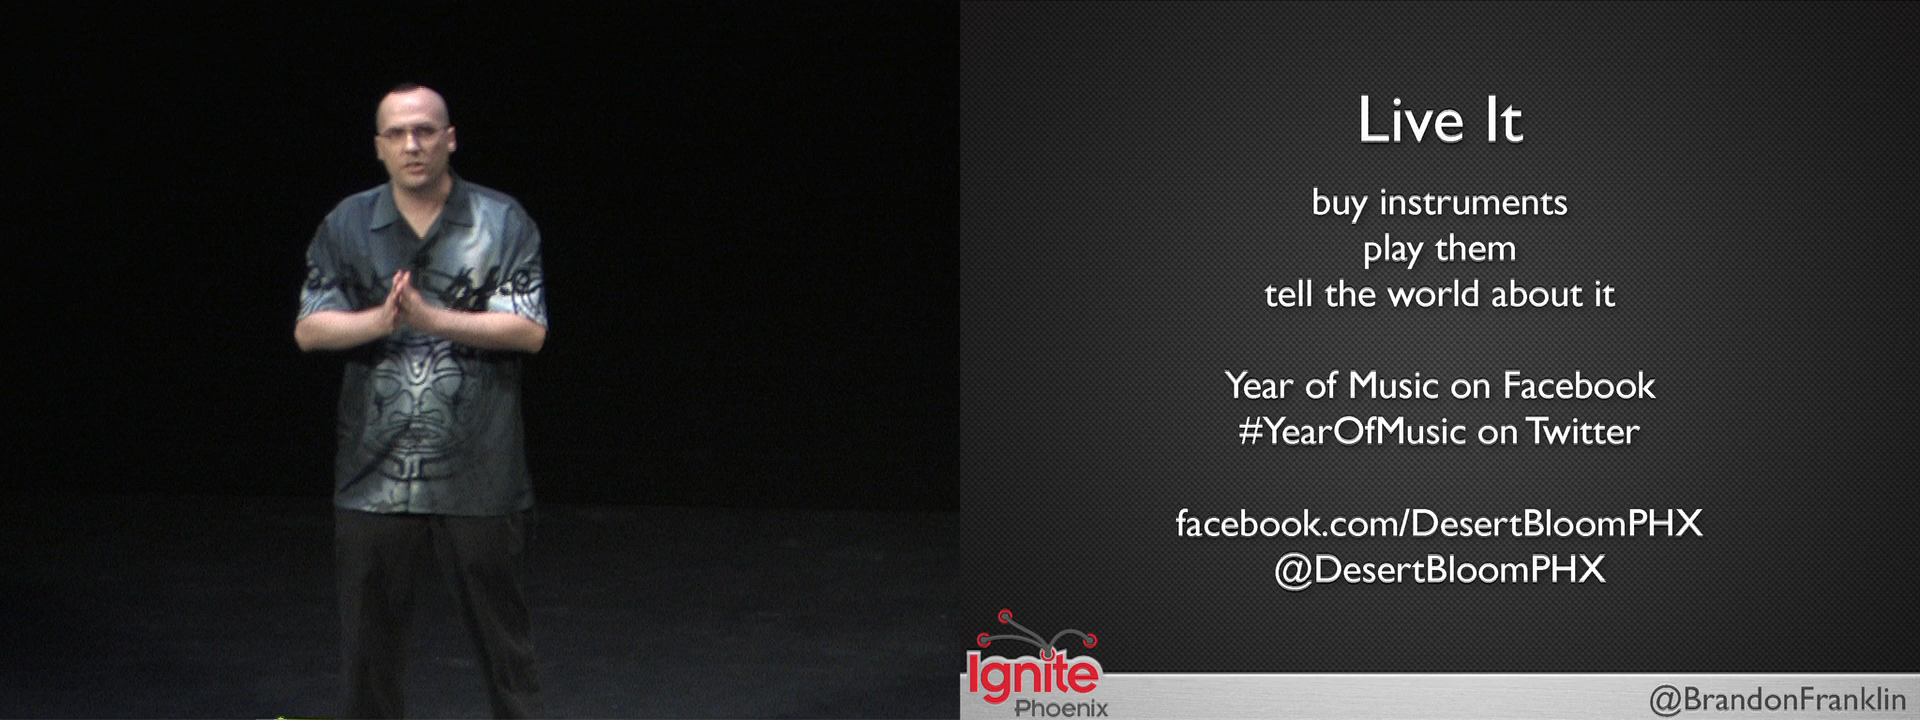 Live It
buy instruments
play them
tell the world about it
Year of Music on Facebook
#YearOfMusic on Twitter
facebook.com/DesertBloomPHX
@DesertBloomPHX
Ignite
Phoenix
@BrandonFranklin